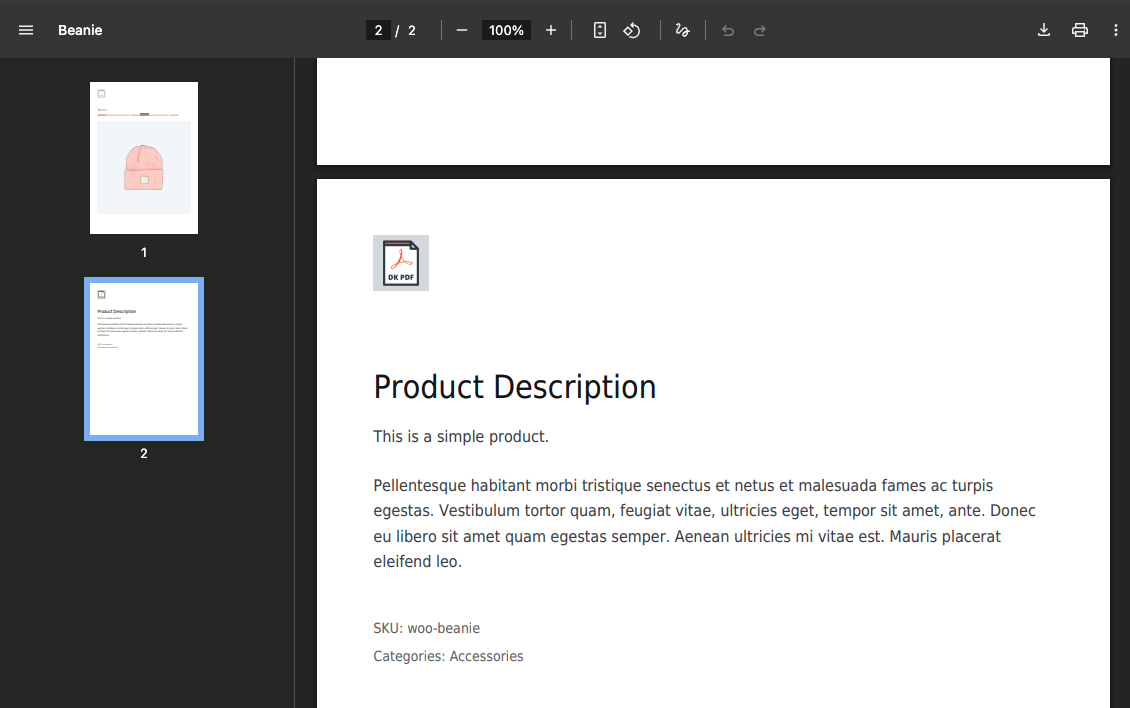 Beanie
2 / 2
100%
1
Product Description
2
DK PDF
Product Description
This is a simple product.
Pellentesque habitant morbi tristique senectus et netus et malesuada fames ac turpis
egestas. Vestibulum tortor quam, feugiat vitae, ultricies eget, tempor sit amet, ante. Donec
eu libero sit amet quam egestas semper. Aenean ultricies mi vitae est. Mauris placerat
eleifend leo.
SKU: woo-beanie
Categories: Accessories